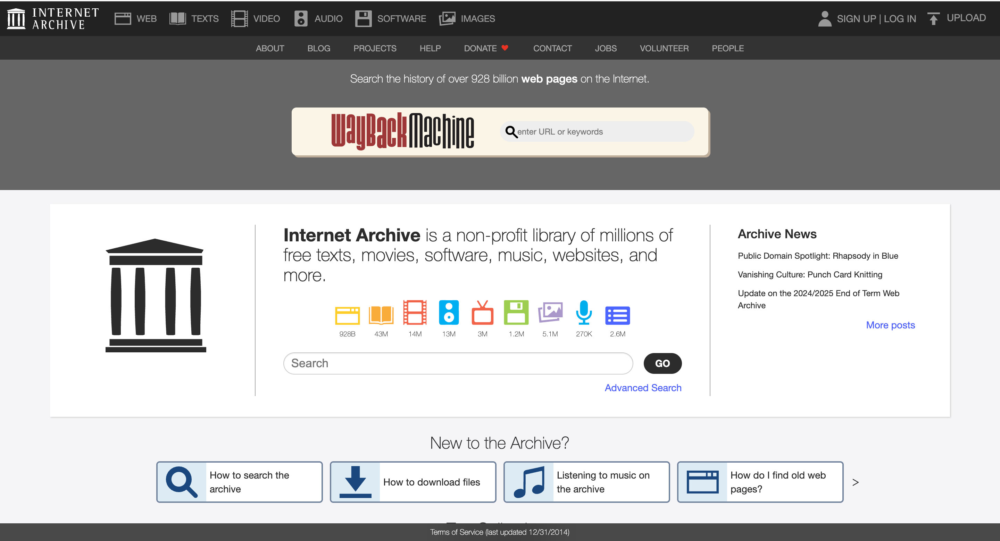 INTERNET
ARCHIVE
WEB
TEXTS
VIDEO
AUDIO
SOFTWARE
IMAGES
SIGN UP | LOG IN
UPLOAD
ABOUT
BLOG
PROJECTS
HELP
DONATE
CONTACT
JOBS
VOLUNTEER
PEOPLE
Search the history of over 928 billion web pages on the Internet.
WayBackMachine
enter URL or keywords
Internet Archive is a non-profit library of millions of
free texts, movies, software, music, websites, and
more.
928B
43M
14M
13M
3M
1.2M
5.1M
270K
2.6M
Search
GO
Advanced Search
Archive News
Public Domain Spotlight: Rhapsody in Blue
Vanishing Culture: Punch Card Knitting
Update on the 2024/2025 End of Term Web
Archive
More posts
New to the Archive?
How to search the
archive
How to download files
Listening to music on
the archive
How do I find old web
pages?
>
Terms of Service (last updated 12/31/2014)